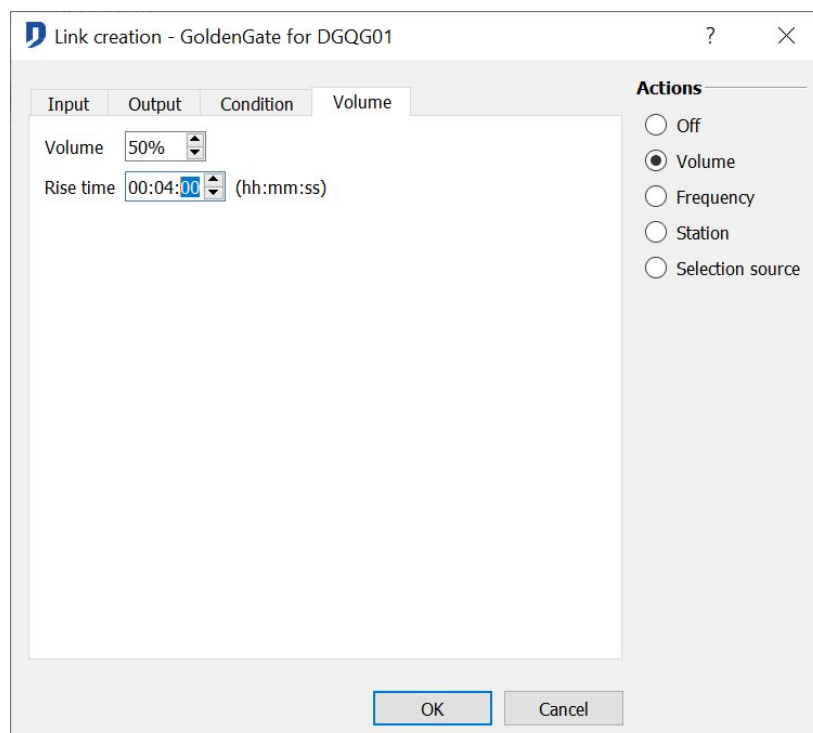 Link creation - GoldenGate for DGQG01
Input Output Condition Volume
Volume 50%
Rise time 00:04:00 (hh:mm:ss)
Actions
Off
Volume
Frequency
Station
Selection source
OK Cancel